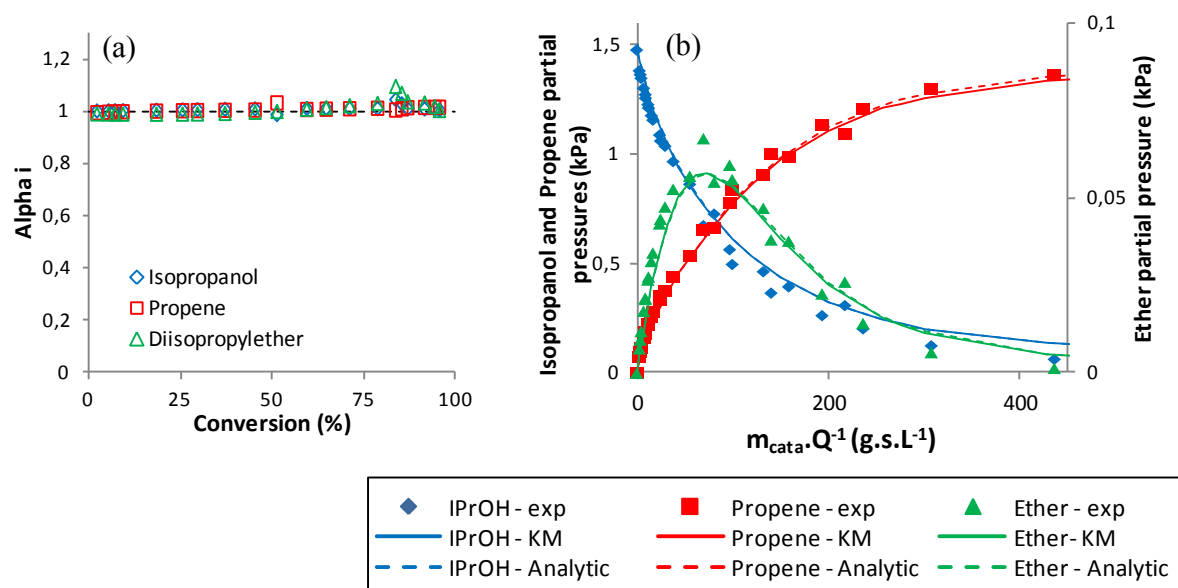 (a)
1,2
1
0,8
0,6
0,4
0,2
0
Alpha i
Isopropanol
Propene
Diisopropylether
0 25 50 75 100
Conversion (%)
(b)
1,5
1
0,5
0
Isopropanol and Propene partial
pressures (kPa)
0,1
0,05
0
Ether partial pressure (kPa)
0 200 400
m_cata.Q⁻¹ (g.s.L⁻¹)
IPrOH - exp Propene - exp Ether - exp
IPrOH - KM Propene - KM Ether- KM
IPrOH - Analytic Propene - Analytic Ether - Analytic